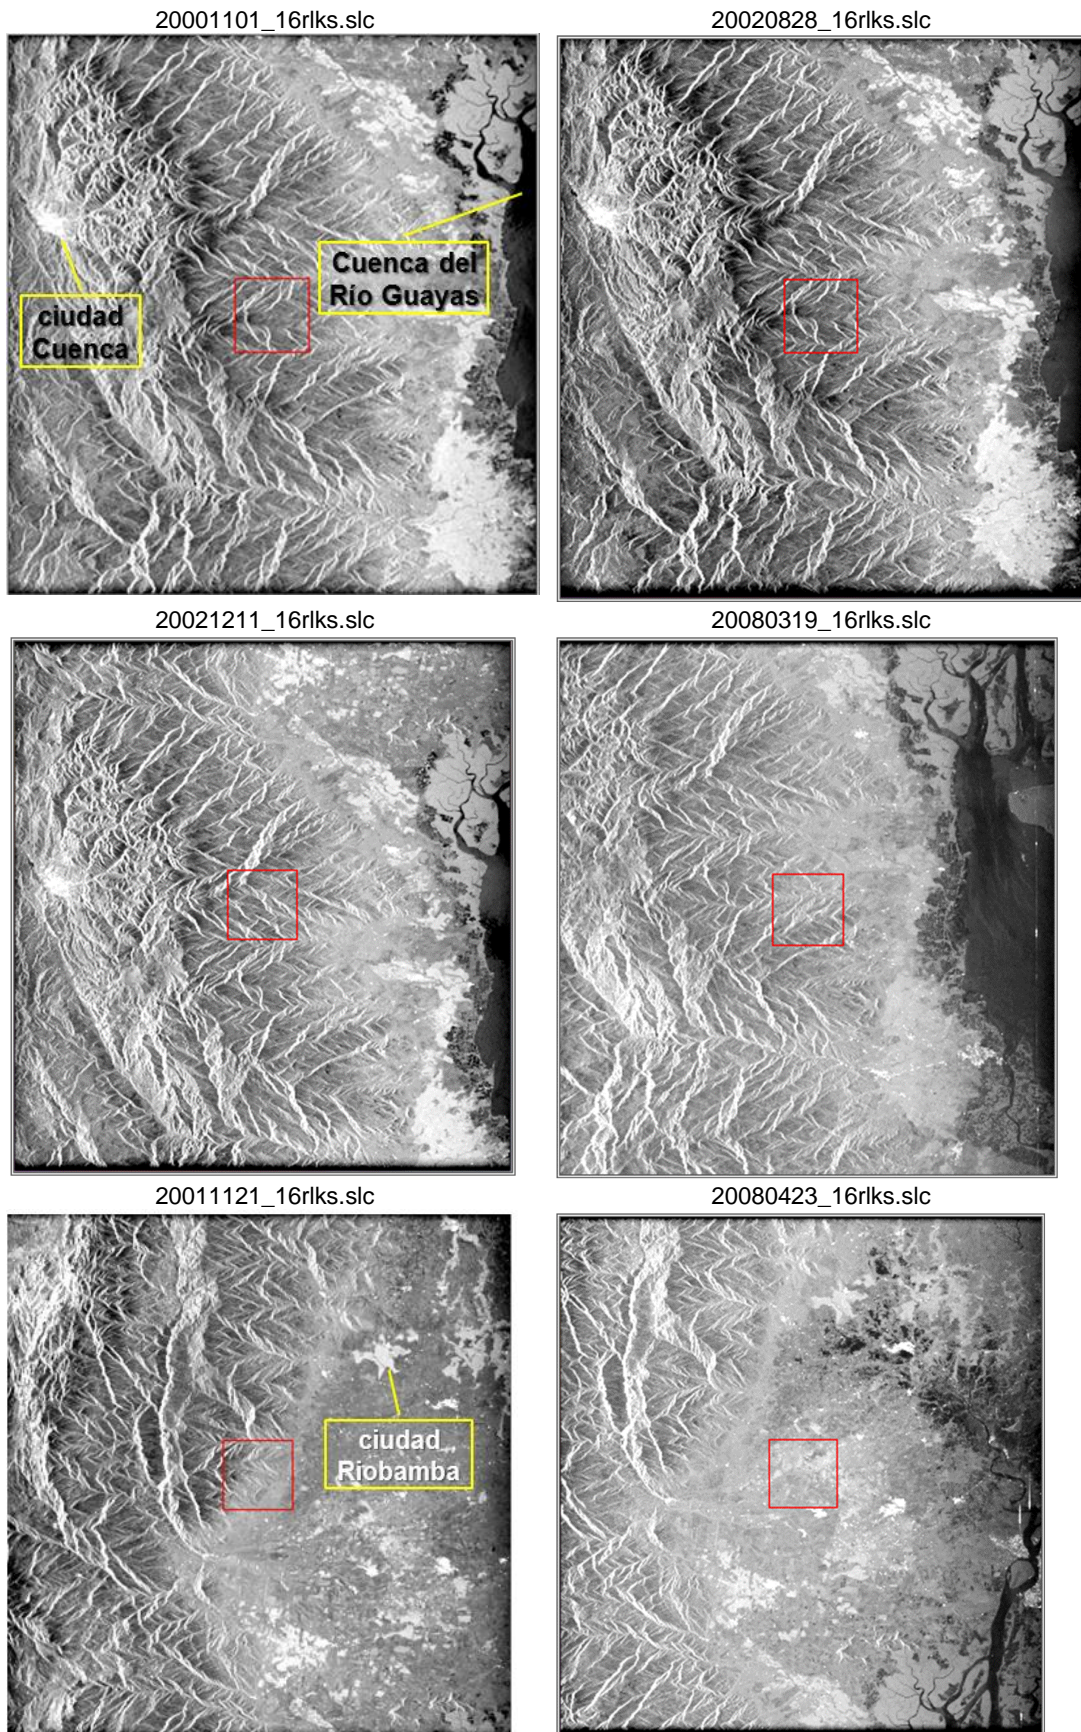 20001101_16rlks.slc
20020828_16rlks.slc
Cuenca del
Río Guayas
ciudad
Cuenca
20021211_16rlks.slc
20080319_16rlks.slc
20011121_16rlks.slc
20080423_16rlks.slc
ciudad
Riobamba